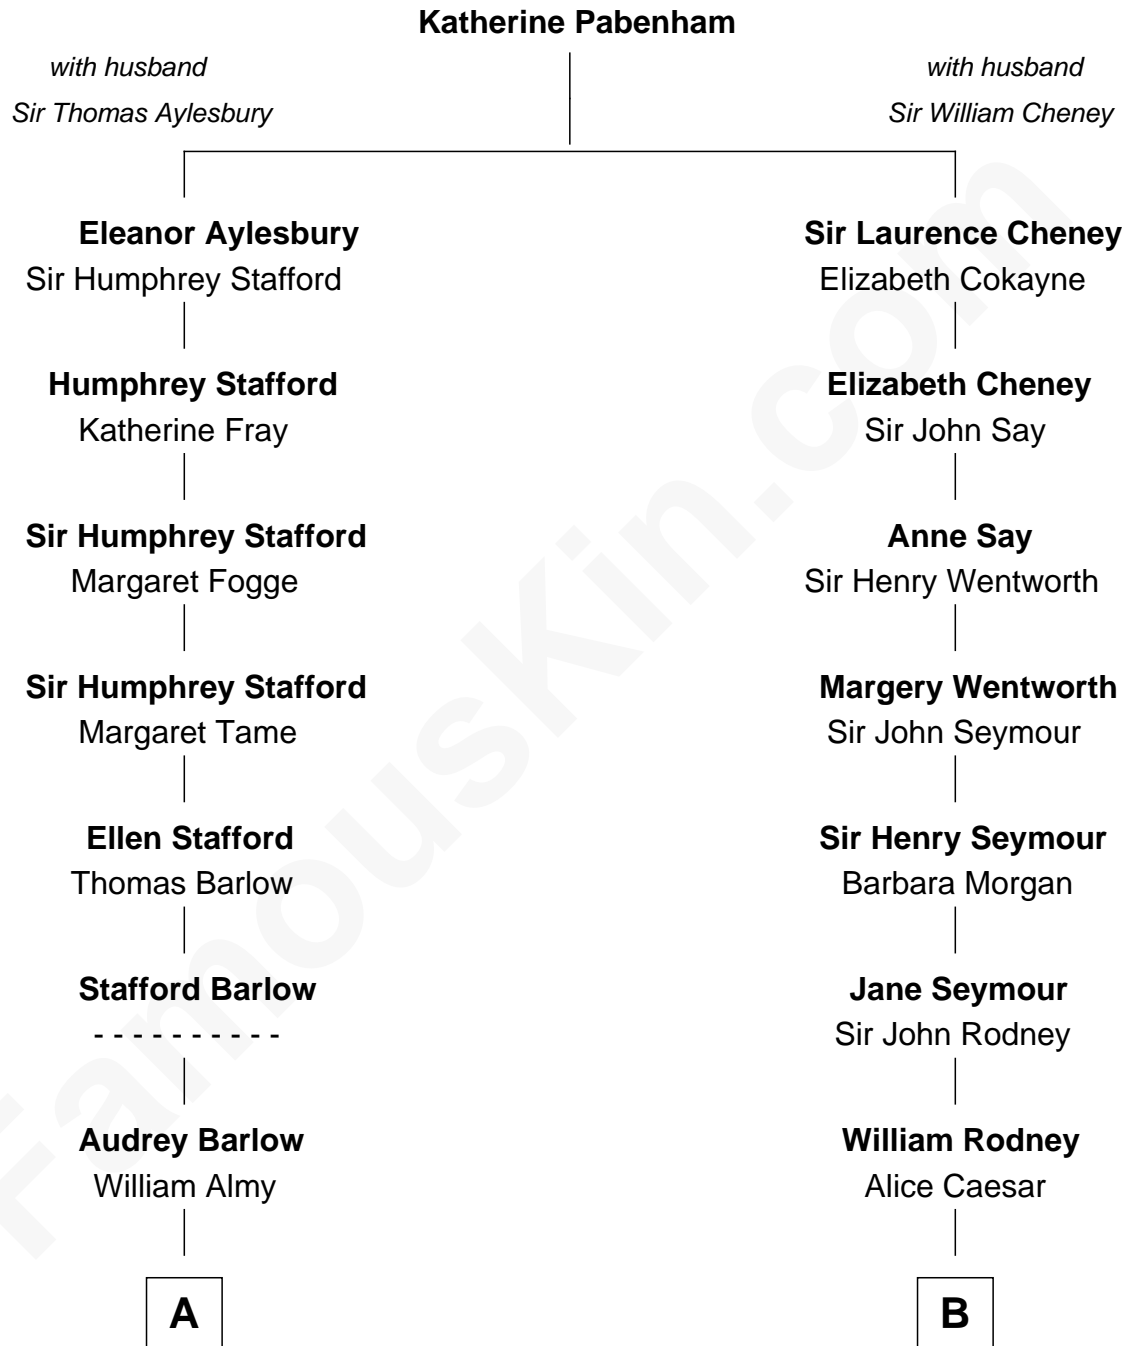 Katherine Pabenham
with husband
Sir Thomas Aylesbury
with husband
Sir William Cheney
Eleanor Aylesbury
Sir Humphrey Stafford
Sir Laurence Cheney
Elizabeth Cokayne
Humphrey Stafford
Katherine Fray
Elizabeth Cheney
Sir John Say
Sir Humphrey Stafford
Margaret Fogge
Anne Say
Sir Henry Wentworth
Sir Humphrey Stafford
Margaret Tame
Margery Wentworth
Sir John Seymour
Ellen Stafford
Thomas Barlow
Sir Henry Seymour
Barbara Morgan
Stafford Barlow
- - - - - - - - - -
Jane Seymour
Sir John Rodney
Audrey Barlow
William Almy
William Rodney
Alice Caesar
A
B
FamousKin.com